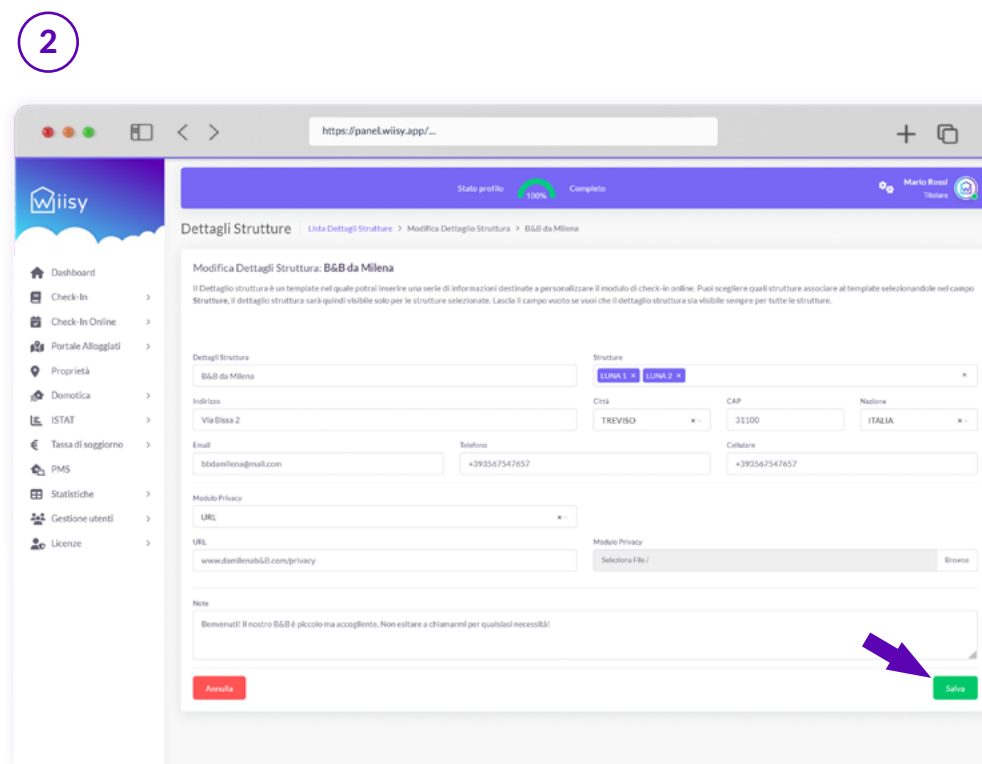 2
https://panel.wiisy.app/...
Wiisy
Stato profilo
100%
Completo
Mario Rossi
Titolare
Dettagli Strutture
Lista Dettagli Strutture > Modifica Dettaglio Struttura > B&B da Milena
Dashboard
Check-In
Check-In Online
Portale Alloggiati
Proprietà
Domotica
ISTAT
Tassa di soggiorno
PMS
Statistiche
Gestione utenti
Licenze
Modifica Dettagli Struttura: B&B da Milena
Il Dettaglio struttura è un template nel quale potrai inserire una serie di informazioni destinate a personalizzare il modulo di check-in online. Puoi scegliere quali strutture associare al template selezionandole nel campo
Strutture, il dettaglio struttura sarà quindi visibile solo per le strutture selezionate. Lascia il campo vuoto se vuoi che il dettaglio struttura sia visibile sempre per tutte le strutture.
Dettagli Struttura
Strutture
B&B da Milena
LUNA 1 × LUNA 2 ×
Indirizzo
Città
CAP
Nazione
Via Bissa 2
TREVISO
31100
ITALIA
Email
Telefono
Cellulare
bbdamilena@mail.com
+393567547657
+393567547657
Modulo Privacy
URL
URL
Modulo Privacy
www.damilenab&B.com/privacy
Seleziona File /
Browse
Note
Benvenuti! Il nostro B&B è piccolo ma accogliente. Non esitare a chiamarmi per qualsiasi necessità!
Annulla
Salva